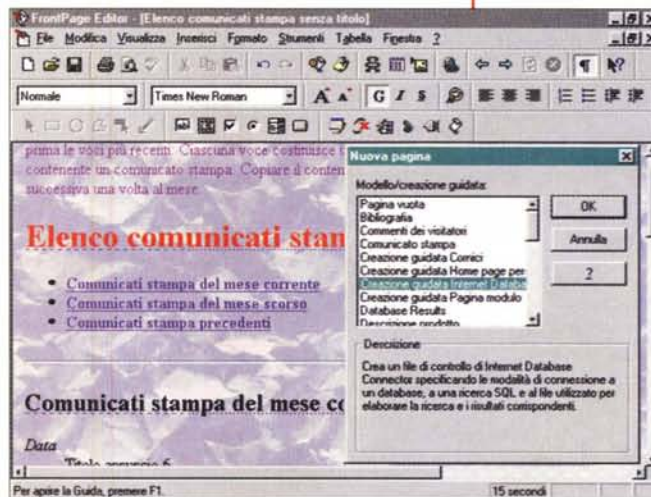 FrontPage Editor - [Elenco comunicati stampa senza titolo]
File Modifica Visualizza Inserisci Formato Strumenti Tabella Finestra ?
Normale
Times New Roman
A A G I S
prima le voci più recenti. Ciascuna voce costituisce
contenente un comunicato stampa. Copiare il conten
successiva una volta al mese.
Elenco comunicati stan
• Comunicati stampa del mese corrente
• Comunicati stampa del mese scorso
• Comunicati stampa precedenti
Comunicati stampa del mese co
Data
Titolo annuncio 6
Nuova pagina
Modello/creazione guidata:
Pagina vuota
Bibliografia
Commenti dei visitatori
Comunicato stampa
Creazione guidata Cornici
Creazione guidata Home page per
Creazione guidata Internet Databa
Creazione guidata Pagina modulo
Database Results
Descrizione prodotto
OK
Annulla
?
Descrizione
Crea un file di controllo di Internet Database
Connector specificando le modalità di connessione a
un database, a una ricerca SQL e al file utilizzato per
elaborare la ricerca e i risultati corrispondenti.
Per aprire la Guida, premere F1.
15 secondi